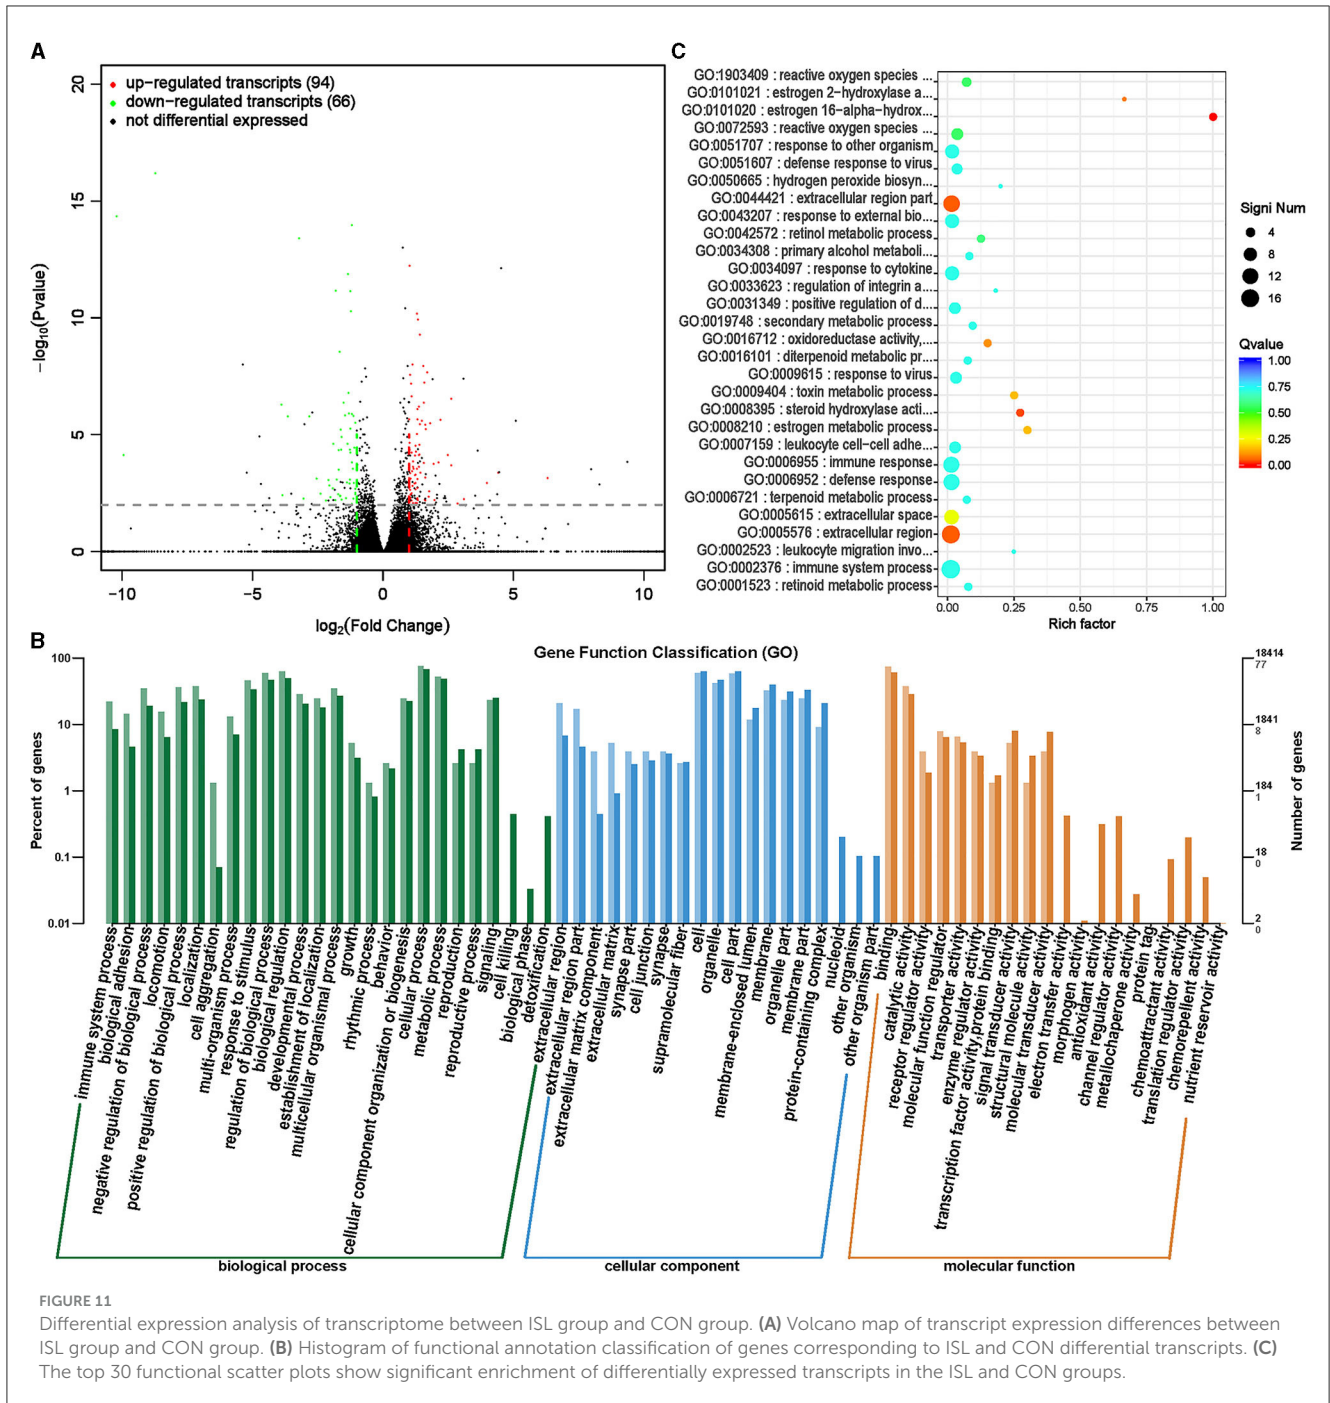 A
up-regulated transcripts (94)
down-regulated transcripts (66)
not differential expressed
20
15
10
5
0
-log10(Pvalue)
-10
-5
0
5
10
log2(Fold Change)
C
GO:1903409 : reactive oxygen species ...
GO:0101021 : estrogen 2-hydroxylase a...
GO:0101020 : estrogen 16-alpha-hydrox...
GO:0072593 : reactive oxygen species ...
GO:0051707 : response to other organism
GO:0051607 : defense response to virus
GO:0050665 : hydrogen peroxide biosyn...
GO:0044421 : extracellular region part
GO:0043207 : response to external bio...
GO:0042572 : retinol metabolic process
GO:0034308 : primary alcohol metaboli...
GO:0034097 : response to cytokine
GO:0033623 : regulation of integrin a...
GO:0031349 : positive regulation of d...
GO:0019748 : secondary metabolic process
GO:0016712 : oxidoreductase activity,...
GO:0016101 : diterpenoid metabolic pr...
GO:0009615 : response to virus
GO:0009404 : toxin metabolic process
GO:0008395 : steroid hydroxylase acti...
GO:0008210 : estrogen metabolic process
GO:0007159 : leukocyte cell-cell adhe...
GO:0006955 : immune response
GO:0006952 : defense response
GO:0006721 : terpenoid metabolic process
GO:0005615 : extracellular space
GO:0005576 : extracellular region
GO:0002523 : leukocyte migration invo...
GO:0002376 : immune system process
GO:0001523 : retinoid metabolic process
0.00
0.25
0.50
0.75
1.00
Rich factor
Signi Num
4
8
12
16
Qvalue
1.00
0.75
0.50
0.25
0.00
B
Gene Function Classification (GO)
100
10
1
0.1
0.01
Percent of genes
18414
77
1841
8
184
1
18
0
2
0
Number of genes
immune system process
biological adhesion
negative regulation of biological process
locomotion
positive regulation of biological process
localization
cell aggregation
multi-organism process
response to stimulus
regulation of biological process
biological regulation
developmental process
establishment of localization
multicellular organismal process
growth
rhythmic process
behavior
cellular component organization or biogenesis
cellular process
metabolic process
reproduction
reproductive process
signaling
cell killing
biological phase
detoxification
extracellular region
extracellular region part
extracellular matrix component
extracellular matrix
synapse part
cell junction
synapse
supramolecular fiber
cell
organelle
cell part
membrane-enclosed lumen
membrane
organelle part
membrane part
protein-containing complex
nucleoid
other organism
other organism part
binding
catalytic activity
receptor regulator activity
molecular function regulator
transporter activity
enzyme regulator activity
transcription factor activity,protein binding
signal transducer activity
structural molecule activity
molecular transducer activity
electron transfer activity
morphogen activity
antioxidant activity
channel regulator activity
metallochaperone activity
protein tag
chemoattractant activity
translation regulator activity
chemorepellent activity
nutrient reservoir activity
biological process
cellular component
molecular function
FIGURE 11
Differential expression analysis of transcriptome between ISL group and CON group. (A) Volcano map of transcript expression differences between
ISL group and CON group. (B) Histogram of functional annotation classification of genes corresponding to ISL and CON differential transcripts. (C)
The top 30 functional scatter plots show significant enrichment of differentially expressed transcripts in the ISL and CON groups.